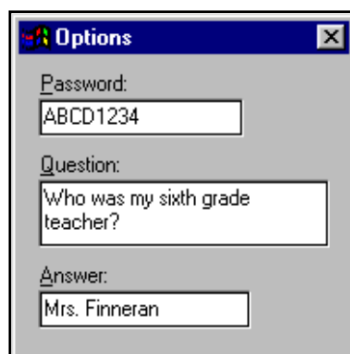 Options
Password:
ABCD1234
Question:
Who was my sixth grade
teacher?
Answer:
Mrs. Finneran